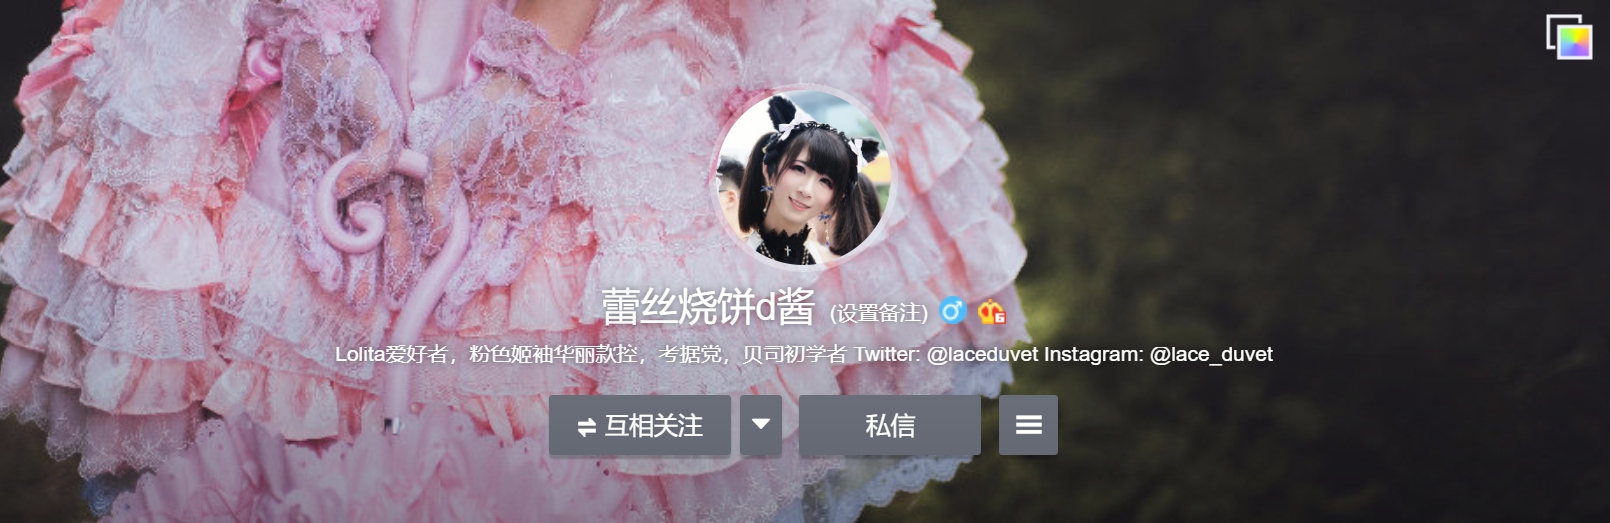 蕾丝烧饼d酱 (设置备注) 6
Lolita爱好者，粉色姬袖华丽款控，考据党，贝司初学者 Twitter: @laceduvet Instagram: @lace_duvet
互相关注 私信